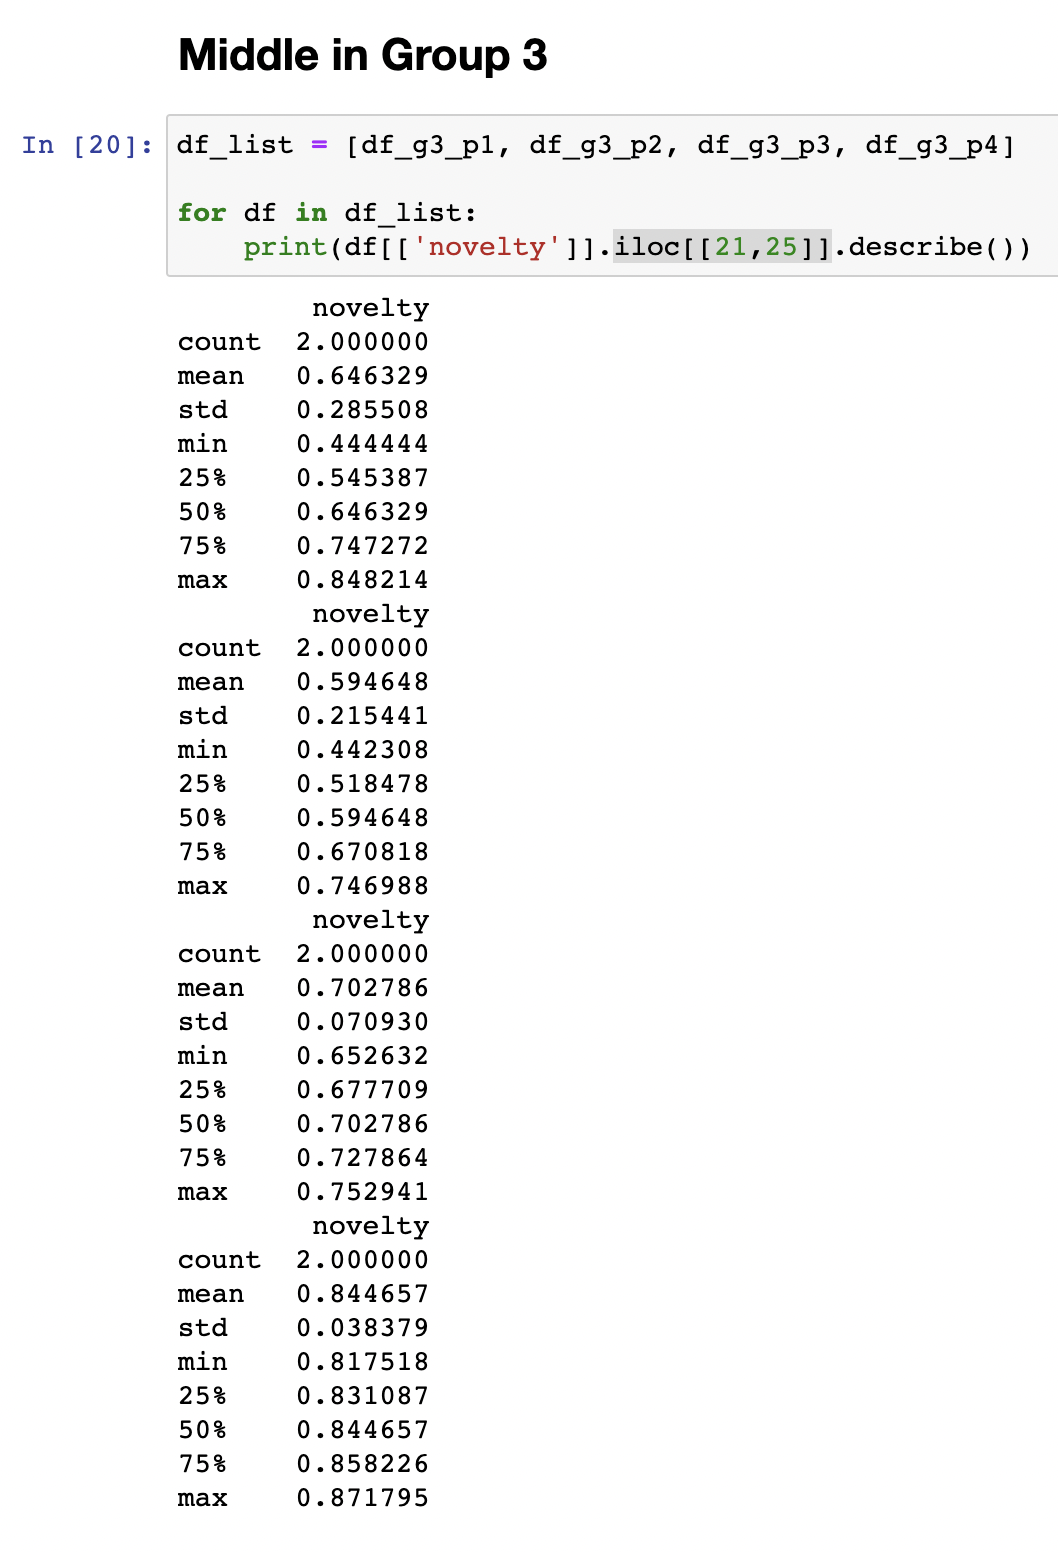 Middle in Group 3
In [20]: df_list = [df_g3_p1, df_g3_p2, df_g3_p3, df_g3_p4]
for df in df_list:
    print(df[['novelty']].iloc[[21,25]].describe())
novelty
count 2.000000
mean 0.646329
std 0.285508
min 0.444444
25% 0.545387
50% 0.646329
75% 0.747272
max 0.848214
novelty
count 2.000000
mean 0.594648
std 0.215441
min 0.442308
25% 0.518478
50% 0.594648
75% 0.670818
max 0.746988
novelty
count 2.000000
mean 0.702786
std 0.070930
min 0.652632
25% 0.677709
50% 0.702786
75% 0.727864
max 0.752941
novelty
count 2.000000
mean 0.844657
std 0.038379
min 0.817518
25% 0.831087
50% 0.844657
75% 0.858226
max 0.871795